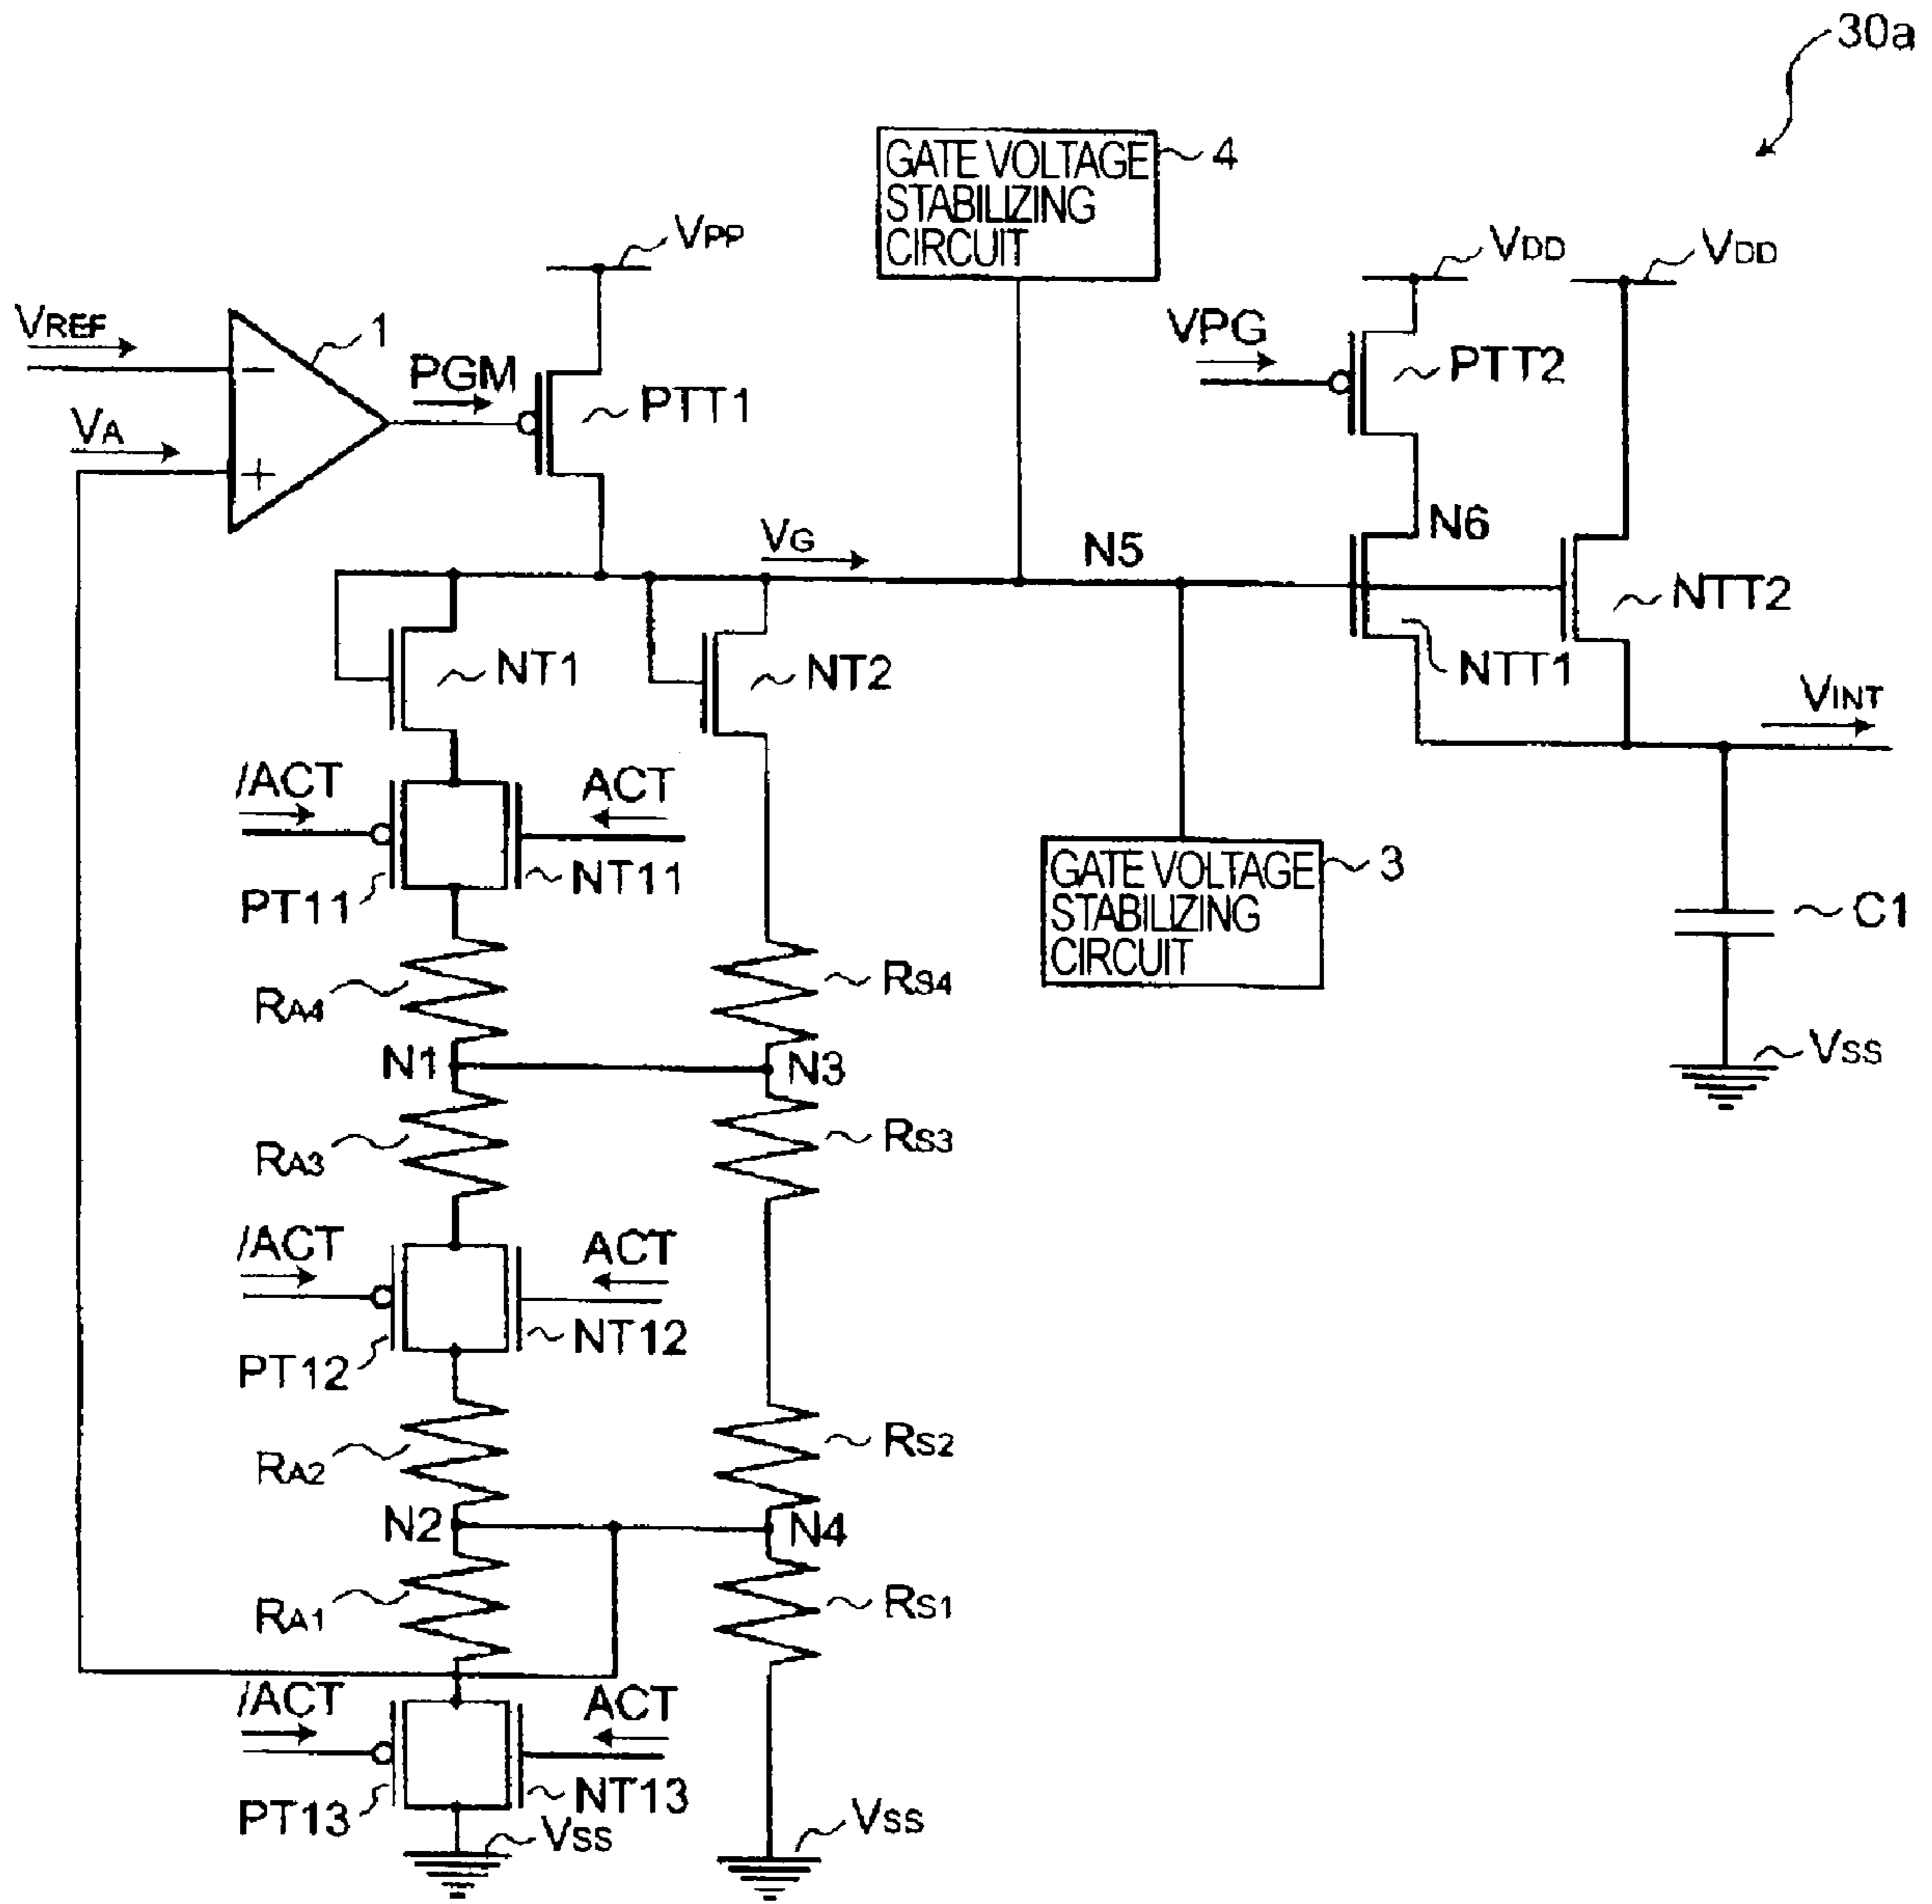 30a
GATE VOLTAGE
STABILIZING
CIRCUIT
4
VPP
VDD
VDD
VREF
1
PGM
PTT1
VPG
PTT2
VA
−
+
VG
N5
N6
NTT2
NT1
NT2
NTT1
VINT
/ACT
ACT
PT11
NT11
GATE VOLTAGE
STABILIZING
CIRCUIT
3
C1
RA4
RS4
N1
N3
VSS
RA3
RS3
/ACT
ACT
PT12
NT12
RA2
RS2
N2
N4
RA1
RS1
/ACT
ACT
PT13
NT13
VSS
VSS